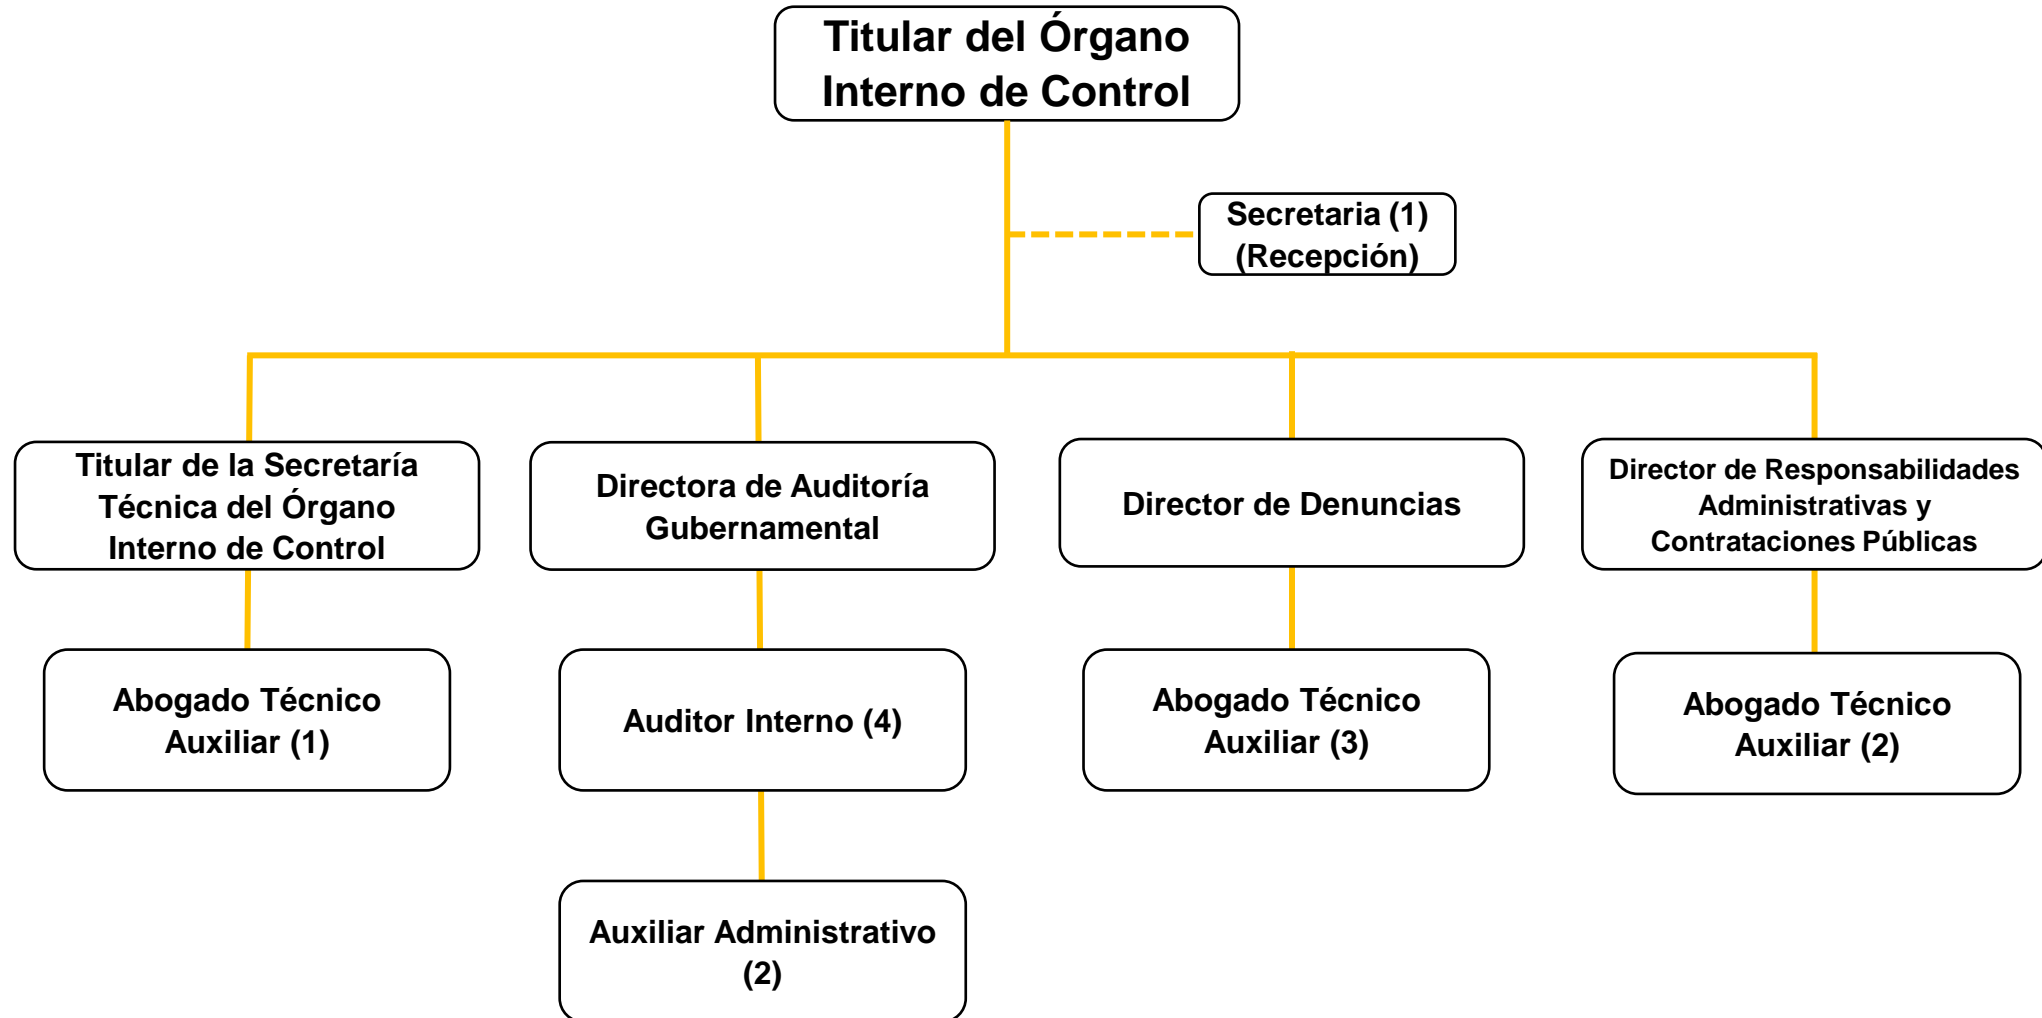 Titular del Órgano
Interno de Control
Secretaria (1)
(Recepción)
Titular de la Secretaría
Técnica del Órgano
Interno de Control
Directora de Auditoría
Gubernamental
Director de Denuncias
Director de Responsabilidades
Administrativas y
Contrataciones Públicas
Abogado Técnico
Auxiliar (1)
Auditor Interno (4)
Abogado Técnico
Auxiliar (3)
Abogado Técnico
Auxiliar (2)
Auxiliar Administrativo
(2)